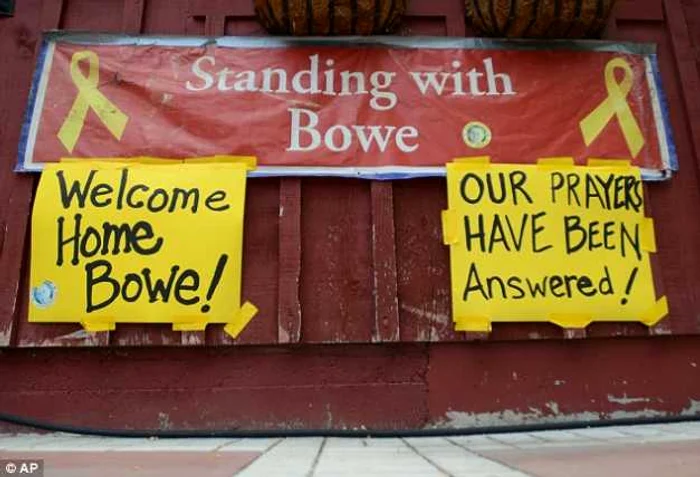 Standing with
Bowe
Welcome
Home
Bowe!
OUR PRAYERS
HAVE BEEN
Answered!
© AP